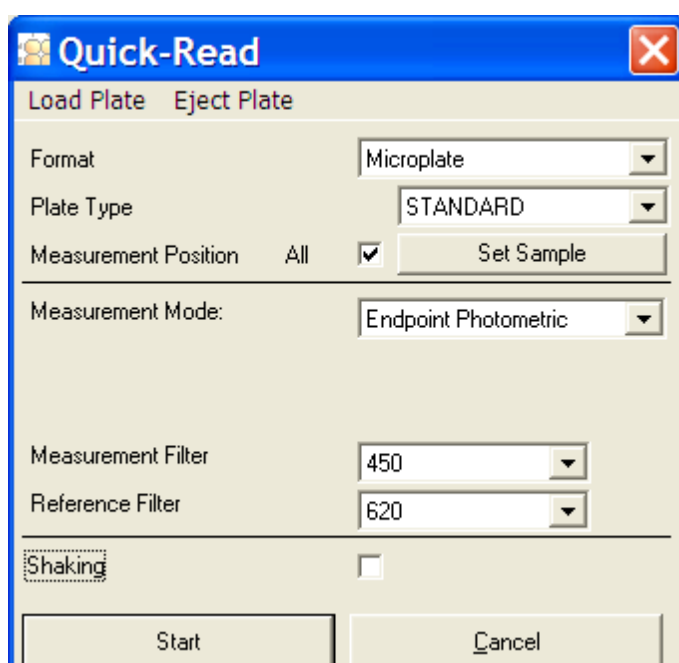 Quick-Read
Load Plate Eject Plate
Format Microplate
Plate Type STANDARD
Measurement Position All Set Sample
Measurement Mode: Endpoint Photometric
Measurement Filter 450
Reference Filter 620
Shaking
Start Cancel